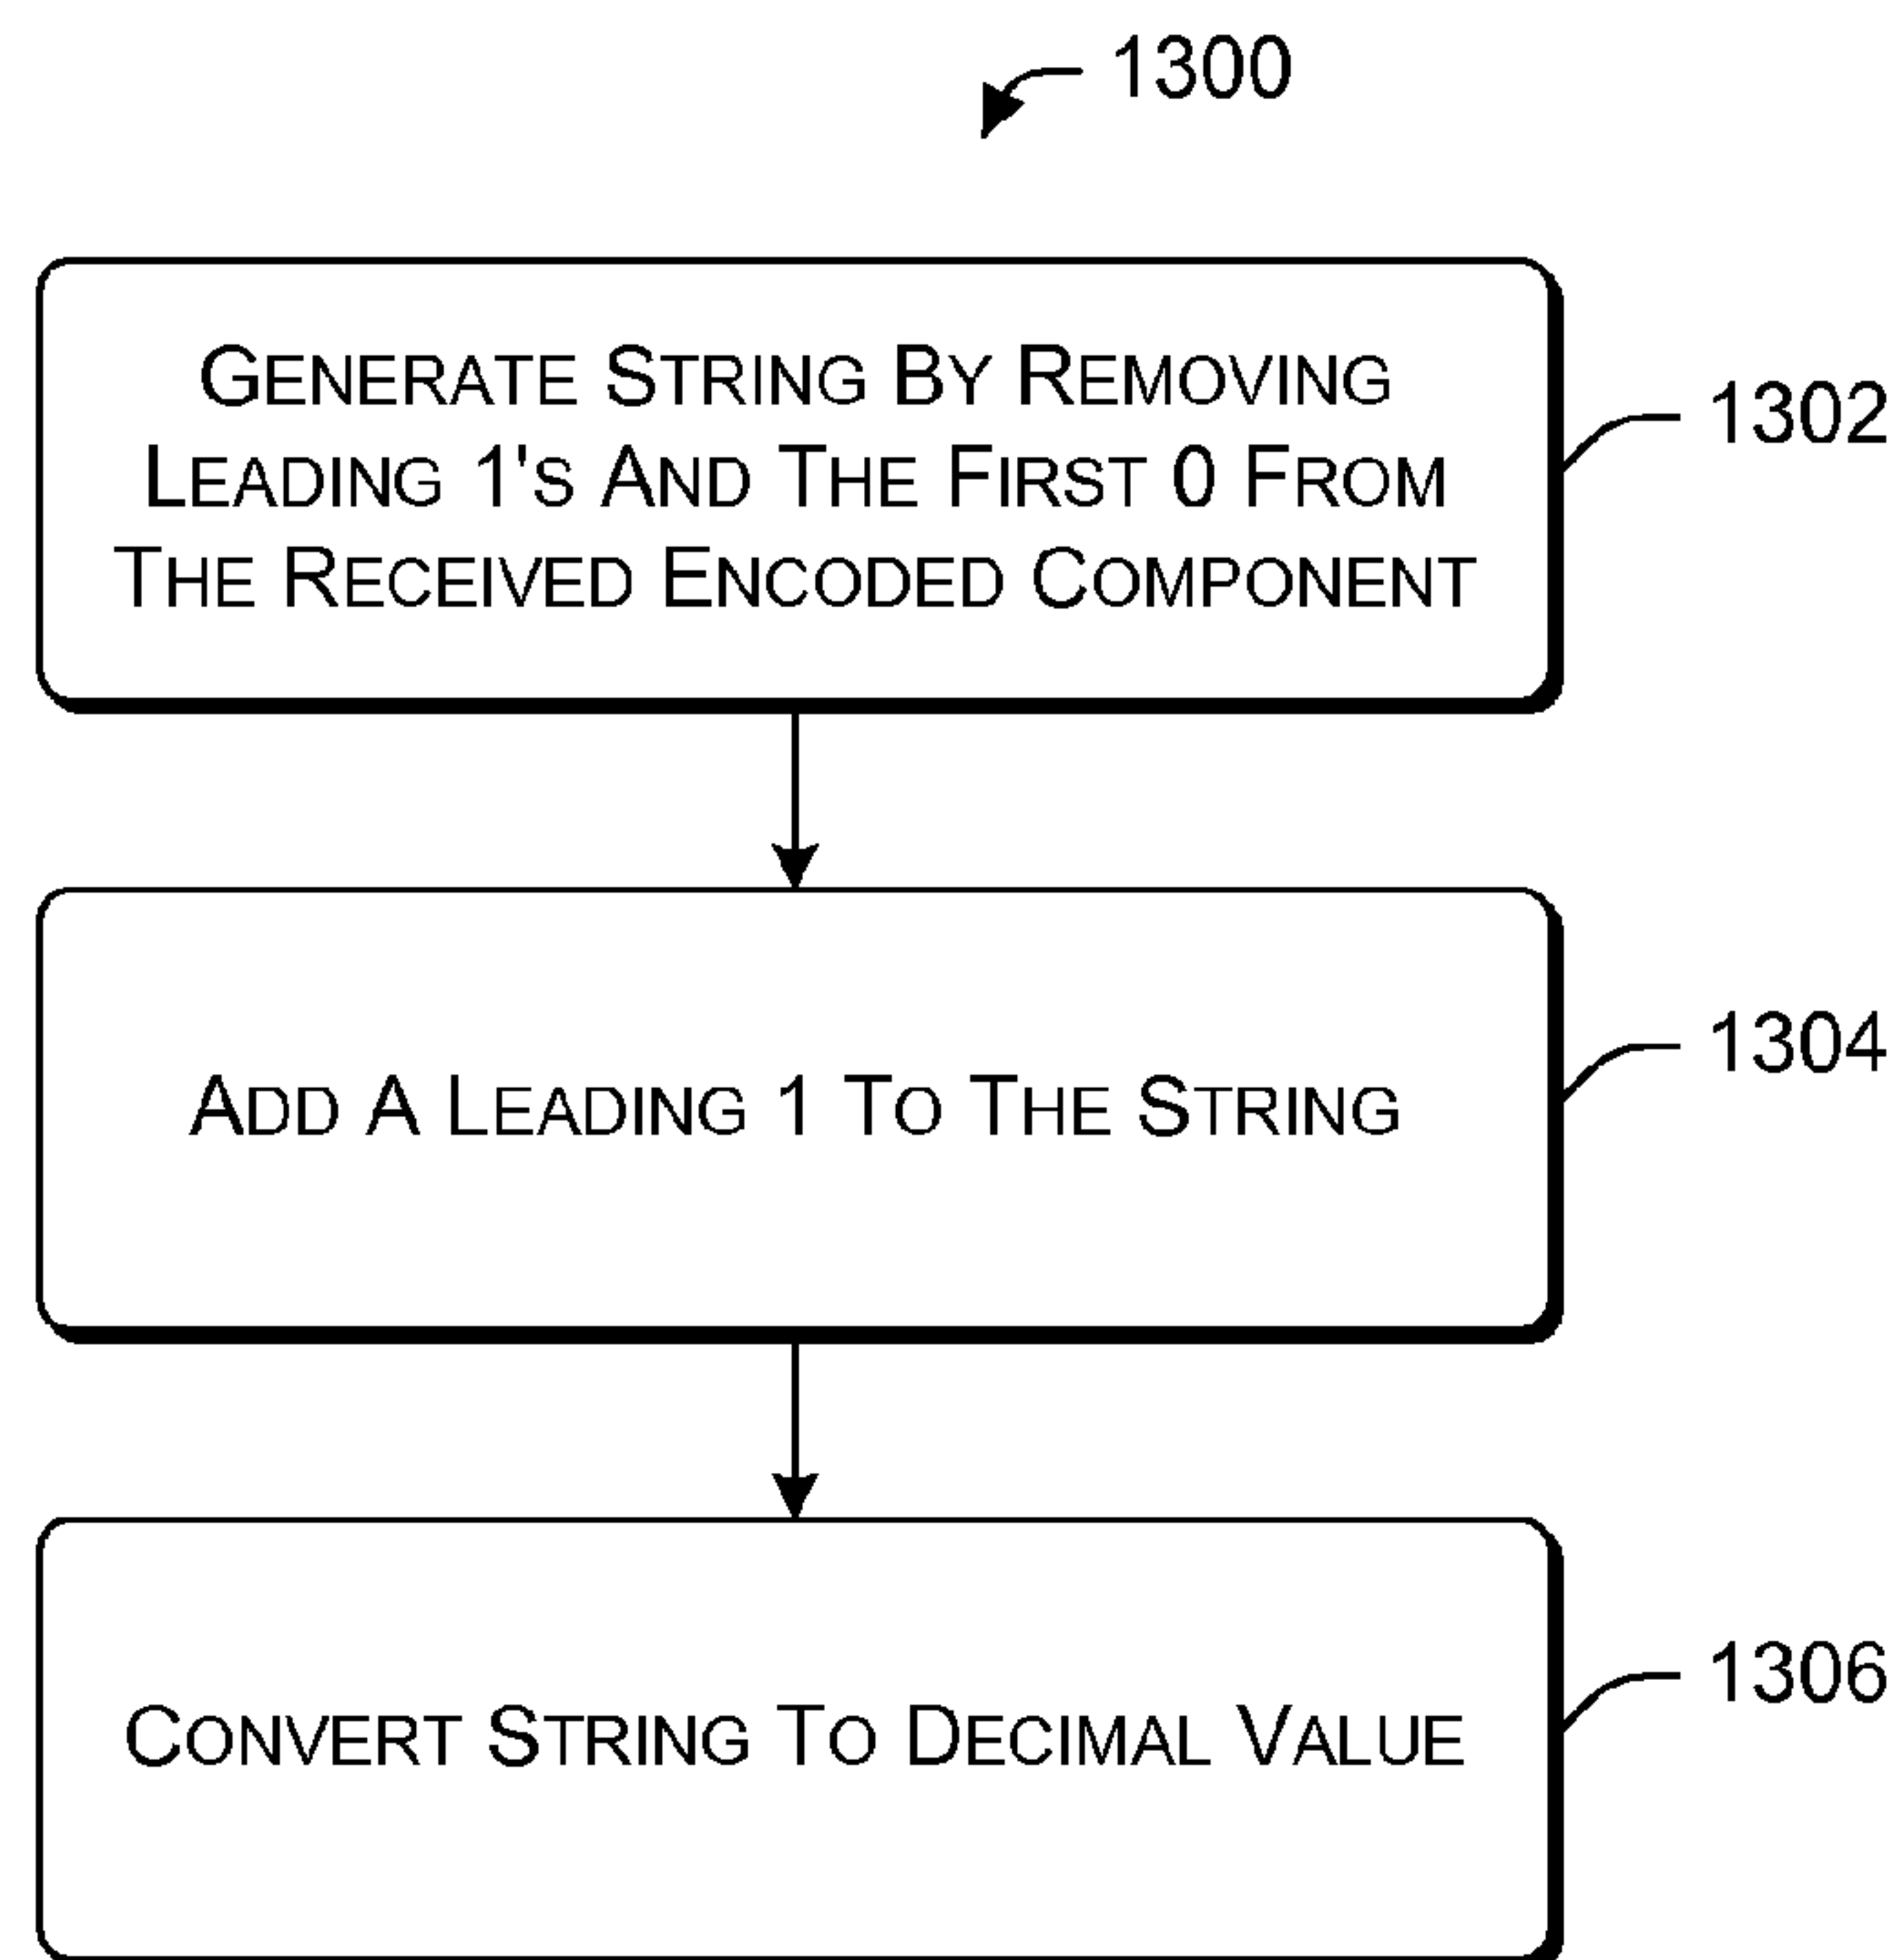 1300
GENERATE STRING BY REMOVING
LEADING 1'S AND THE FIRST 0 FROM
THE RECEIVED ENCODED COMPONENT
1302
ADD A LEADING 1 TO THE STRING
1304
CONVERT STRING TO DECIMAL VALUE
1306